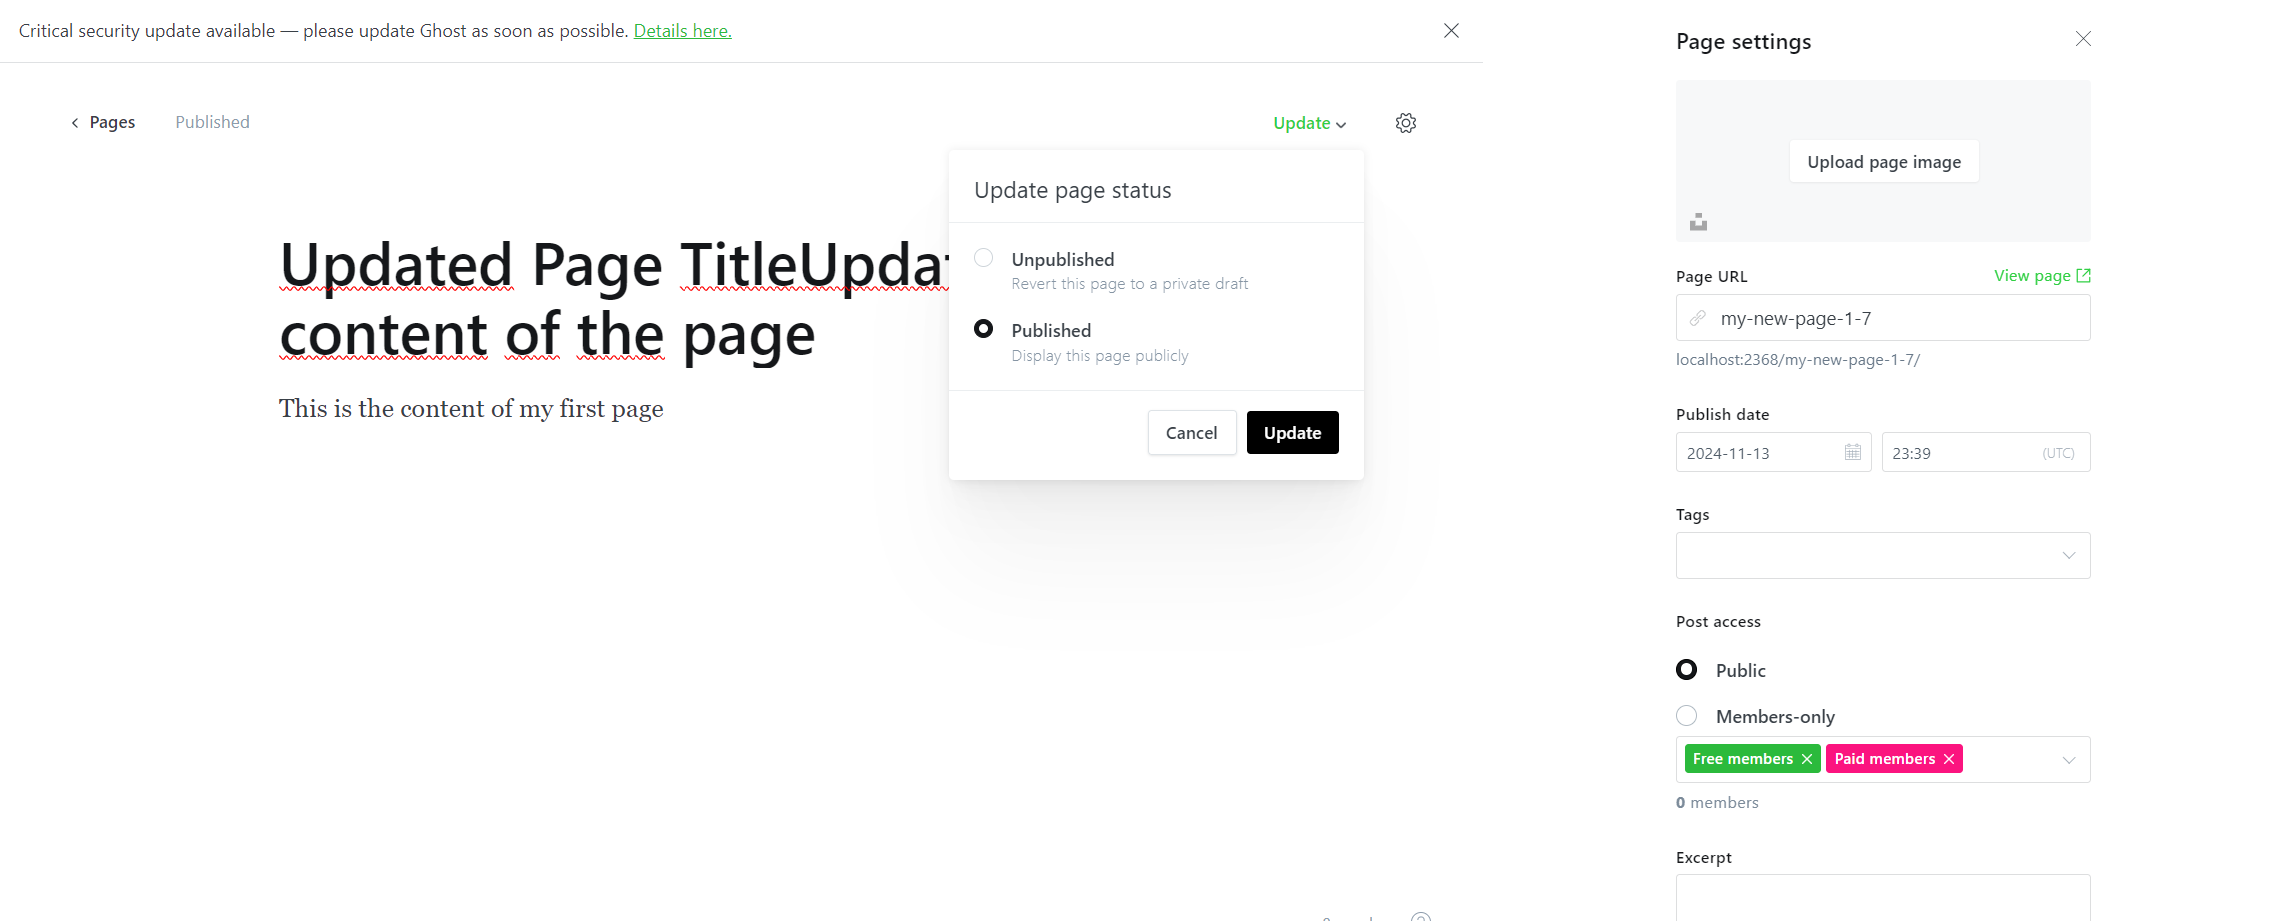 Critical security update available — please update Ghost as soon as possible. Details here.
Pages
Published
Update
Update page status
Unpublished
Revert this page to a private draft
Published
Display this page publicly
Cancel
Update
Updated Page
content of the page
This is the content of my first page
Page settings
Upload page image
Page URL
View page
my-new-page-1-7
localhost:2368/my-new-page-1-7/
Publish date
2024-11-13
23:39
(UTC)
Tags
Post access
Public
Members-only
Free members
Paid members
0 members
Excerpt